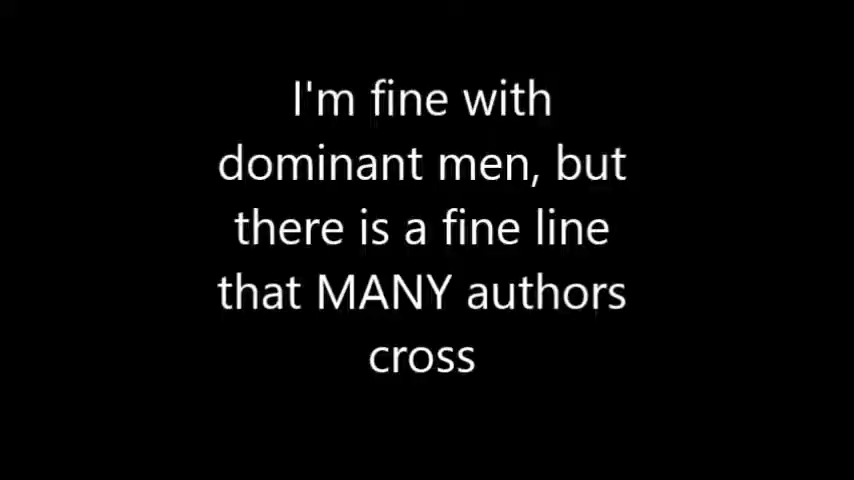 I'm fine with
dominant men, but
there is a fine line
that MANY authors
cross